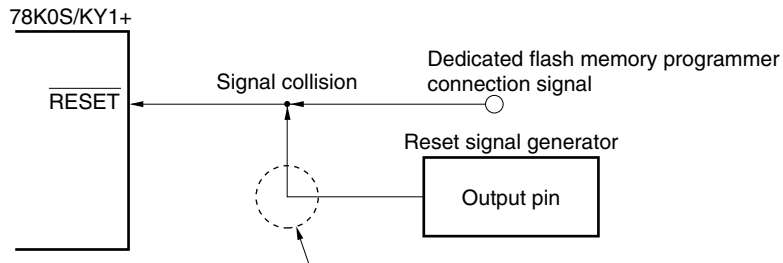 78K0S/KY1+
Dedicated flash memory programmer
connection signal
Signal collision
RESET
Reset signal generator
Output pin